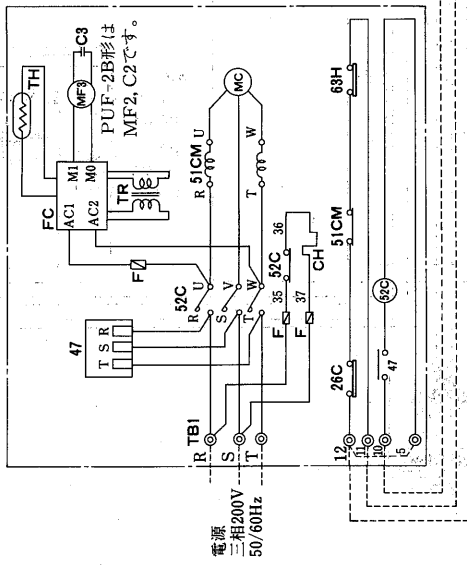 TH
C3
MF3
PUF-2B形は
MF2, C2です。
FC
AC1 M1
AC2 M0
TR
F
47
R
S
T
52C
R U
S V
T W
51CM
R U
T W
MC
52C
F 35 36
F 37
CH
TB1
R
S
T
電源
三相200V
50/60Hz
26C
51CM
63H
47
52C
12
11
10
5